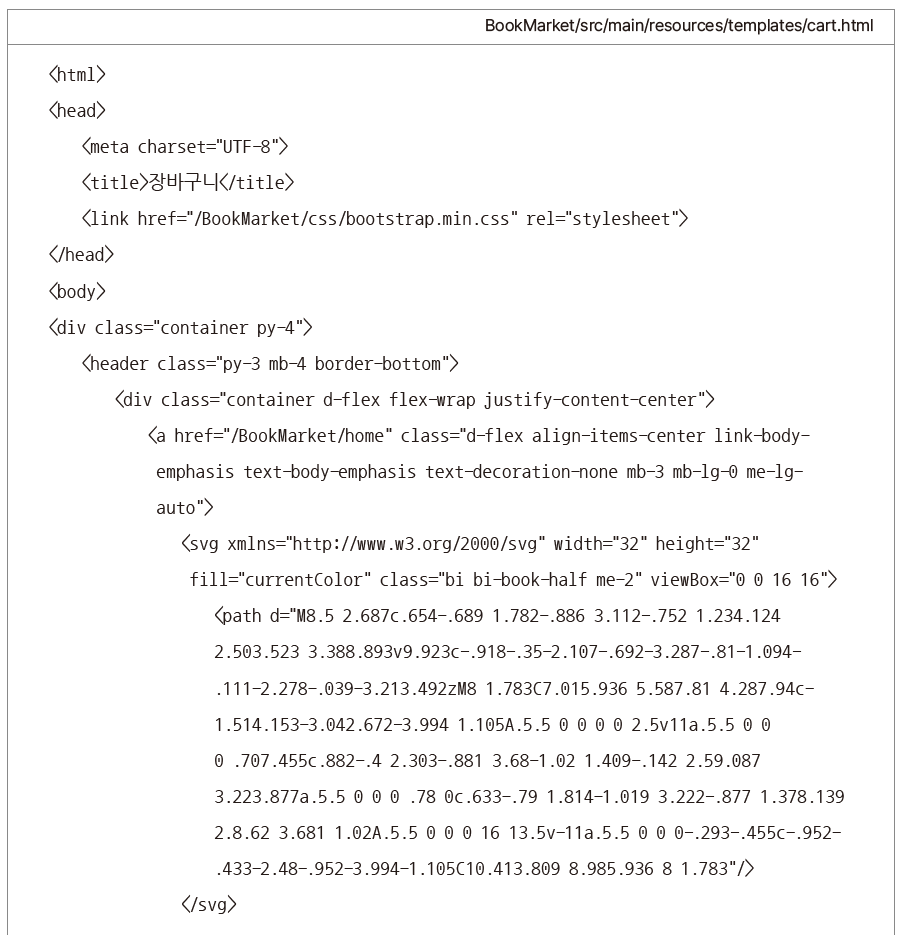 BookMarket/src/main/resources/templates/cart.html
<html>
<head>
<meta charset="UTF-8">
<title>장바구니</title>
<link href="/BookMarket/css/bootstrap.min.css" rel="stylesheet">
</head>
<body>
<div class="container py-4">
<header class="py-3 mb-4 border-bottom">
<div class="container d-flex flex-wrap justify-content-center">
<a href="/BookMarket/home" class="d-flex align-items-center link-body-
emphasis text-body-emphasis text-decoration-none mb-3 mb-lg-0 me-lg-
auto">
<svg xmlns="http://www.w3.org/2000/svg" width="32" height="32"
fill="currentColor" class="bi bi-book-half me-2" viewBox="0 0 16 16">
<path d="M8.5 2.687c.654-.689 1.782-.886 3.112-.752 1.234.124
2.503.523 3.388.893v9.923c-.918-.35-2.107-.692-3.287-.81-1.094-
.111-2.278-.039-3.213.492zM8 1.783C7.015.936 5.587.81 4.287.94c-
1.514.153-3.042.672-3.994 1.105A.5.5 0 0 0 0 2.5v11a.5.5 0 0
0 .707.455c.882-.4 2.303-.881 3.68-1.02 1.409-.142 2.59.087
3.223.877a.5.5 0 0 0 .78 0c.633-.79 1.814-1.019 3.222-.877 1.378.139
2.8.62 3.681 1.02A.5.5 0 0 0 16 13.5v-11a.5.5 0 0 0-.293-.455c-.952-
.433-2.48-.952-3.994-1.105C10.413.809 8.985.936 8 1.783"/>
</svg>